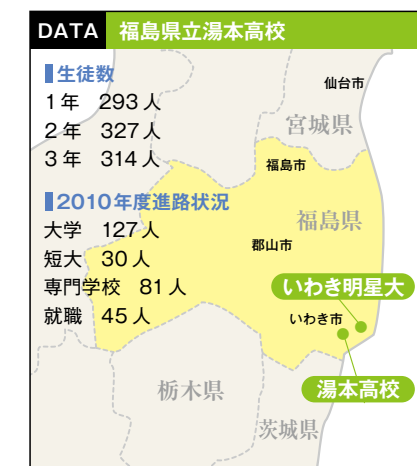 DATA 福島県立湯本高校
生徒数
1年 293人
2年 327人
3年 314人
2010年度進路状況
大学 127人
短大 30人
専門学校 81人
就職 45人
仙台市
宮城県
福島市
福島県
郡山市
いわき明星大
いわき市
湯本高校
栃木県
茨城県